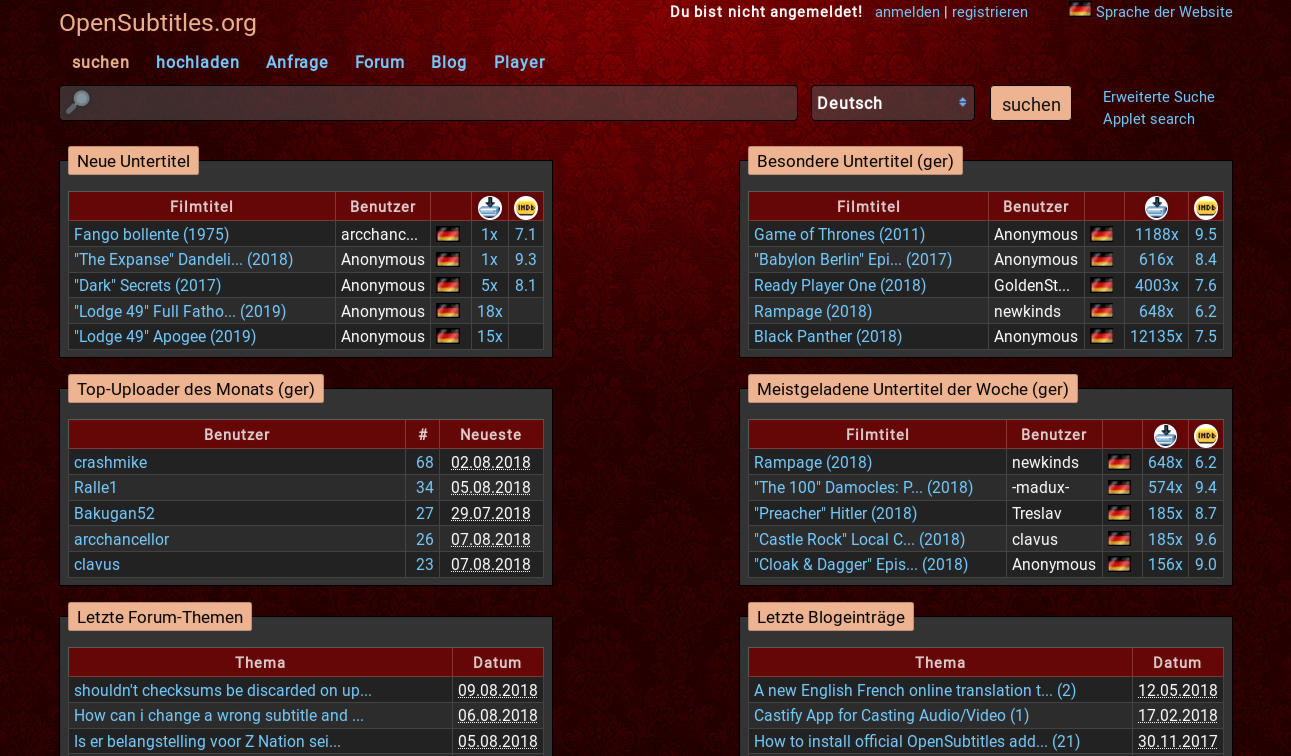 OpenSubtitles.org
Du bist nicht angemeldet! anmelden | registrieren Sprache der Website
suchen hochladen Anfrage Forum Blog Player
Deutsch suchen Erweiterte Suche
Applet search
Neue Untertitel
Filmtitel Benutzer IMDb
Fango bollente (1975) arcchanc... 1x 7.1
"The Expanse" Dandeli... (2018) Anonymous 1x 9.3
"Dark" Secrets (2017) Anonymous 5x 8.1
"Lodge 49" Full Fatho... (2019) Anonymous 18x
"Lodge 49" Apogee (2019) Anonymous 15x
Besondere Untertitel (ger)
Filmtitel Benutzer IMDb
Game of Thrones (2011) Anonymous 1188x 9.5
"Babylon Berlin" Epi... (2017) Anonymous 616x 8.4
Ready Player One (2018) GoldenSt... 4003x 7.6
Rampage (2018) newkinds 648x 6.2
Black Panther (2018) Anonymous 12135x 7.5
Top-Uploader des Monats (ger)
Benutzer # Neueste
crashmike 68 02.08.2018
Ralle1 34 05.08.2018
Bakugan52 27 29.07.2018
arcchancellor 26 07.08.2018
clavus 23 07.08.2018
Meistgeladene Untertitel der Woche (ger)
Filmtitel Benutzer IMDb
Rampage (2018) newkinds 648x 6.2
"The 100" Damocles: P... (2018) -madux- 574x 9.4
"Preacher" Hitler (2018) Treslav 185x 8.7
"Castle Rock" Local C... (2018) clavus 185x 9.6
"Cloak & Dagger" Epis... (2018) Anonymous 156x 9.0
Letzte Forum-Themen
Thema Datum
shouldn't checksums be discarded on up... 09.08.2018
How can i change a wrong subtitle and ... 06.08.2018
Is er belangstelling voor Z Nation sei... 05.08.2018
Letzte Blogeinträge
Thema Datum
A new English French online translation t... (2) 12.05.2018
Castify App for Casting Audio/Video (1) 17.02.2018
How to install official OpenSubtitles add... (21) 30.11.2017